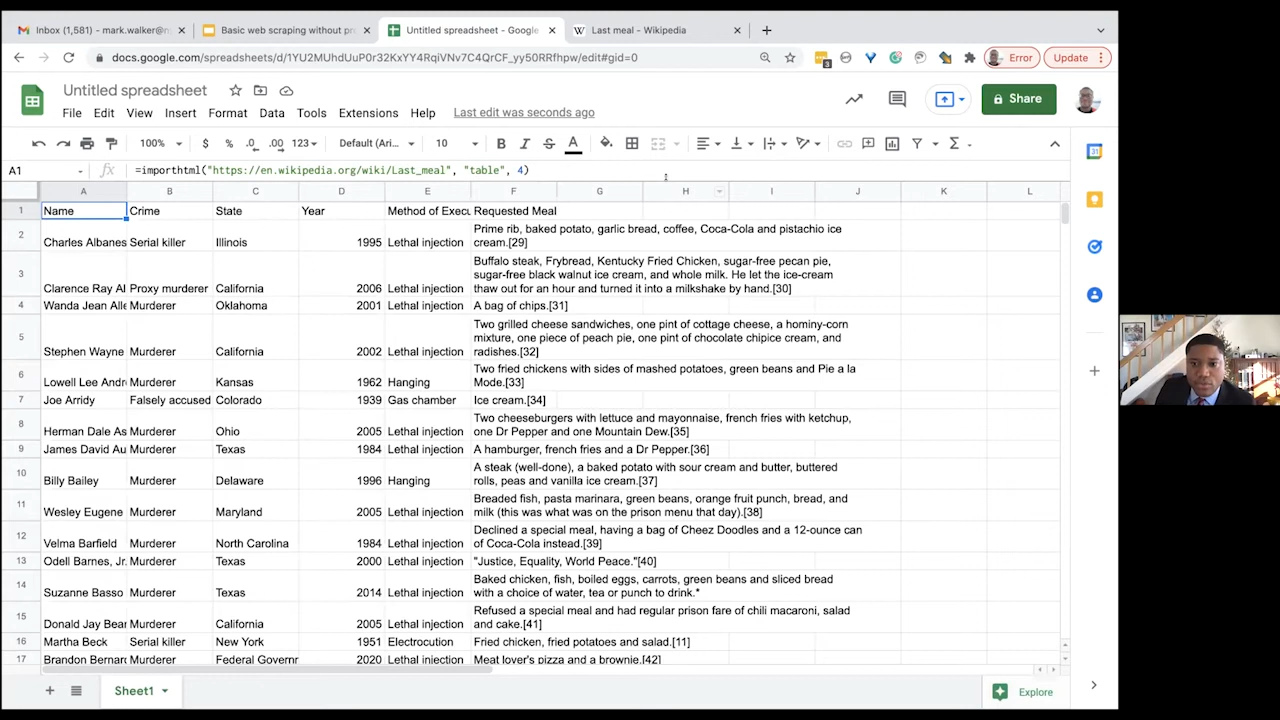 Inbox (1,581) - mark.walker@n
Basic web scraping without pro
Untitled spreadsheet - Google
Last meal - Wikipedia
docs.google.com/spreadsheets/d/1YU2MUhdUuP0r32KxYY4RqiVNv7C4QrCF_yy50RRfhpw/edit#gid=0
3
Error
Update
Untitled spreadsheet
File Edit View Insert Format Data Tools Extensions Help Last edit was seconds ago
Share
100% $ % .0 .00 123 Default (Ari... 10 B I S A
31
A1 fx =importhtml("https://en.wikipedia.org/wiki/Last_meal", "table", 4)
A B C D E F G H I J K L
1 Name Crime State Year Method of Execu Requested Meal
Prime rib, baked potato, garlic bread, coffee, Coca-Cola and pistachio ice
2 Charles Albanes Serial killer Illinois 1995 Lethal injection cream.[29]
Buffalo steak, Frybread, Kentucky Fried Chicken, sugar-free pecan pie,
sugar-free black walnut ice cream, and whole milk. He let the ice-cream
3 Clarence Ray Al Proxy murderer California 2006 Lethal injection thaw out for an hour and turned it into a milkshake by hand.[30]
4 Wanda Jean Alle Murderer Oklahoma 2001 Lethal injection A bag of chips.[31]
Two grilled cheese sandwiches, one pint of cottage cheese, a hominy-corn
mixture, one piece of peach pie, one pint of chocolate chipice cream, and
5 Stephen Wayne Murderer California 2002 Lethal injection radishes.[32]
Two fried chickens with sides of mashed potatoes, green beans and Pie a la
6 Lowell Lee Andr Murderer Kansas 1962 Hanging Mode.[33]
7 Joe Arridy Falsely accused Colorado 1939 Gas chamber Ice cream.[34]
Two cheeseburgers with lettuce and mayonnaise, french fries with ketchup,
8 Herman Dale As Murderer Ohio 2005 Lethal injection one Dr Pepper and one Mountain Dew.[35]
9 James David Au Murderer Texas 1984 Lethal injection A hamburger, french fries and a Dr Pepper.[36]
A steak (well-done), a baked potato with sour cream and butter, buttered
10 Billy Bailey Murderer Delaware 1996 Hanging rolls, peas and vanilla ice cream.[37]
Breaded fish, pasta marinara, green beans, orange fruit punch, bread, and
11 Wesley Eugene Murderer Maryland 2005 Lethal injection milk (this was what was on the prison menu that day).[38]
Declined a special meal, having a bag of Cheez Doodles and a 12-ounce can
12 Velma Barfield Murderer North Carolina 1984 Lethal injection of Coca-Cola instead.[39]
13 Odell Barnes, Jr. Murderer Texas 2000 Lethal injection "Justice, Equality, World Peace."[40]
Baked chicken, fish, boiled eggs, carrots, green beans and sliced bread
14 Suzanne Basso Murderer Texas 2014 Lethal injection with a choice of water, tea or punch to drink.*
Refused a special meal and had regular prison fare of chili macaroni, salad
15 Donald Jay Bear Murderer California 2005 Lethal injection and cake.[41]
16 Martha Beck Serial killer New York 1951 Electrocution Fried chicken, fried potatoes and salad.[11]
17 Brandon Bernar Murderer Federal Governr 2020 Lethal injection Meat lover's pizza and a brownie.[42]
Sheet1
Explore